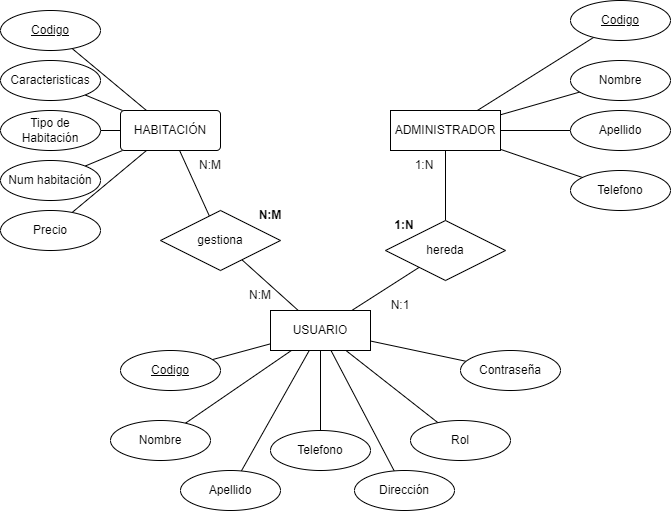 Codigo
Caracteristicas
Tipo de
Habitación
Num habitación
Precio
HABITACIÓN
N:M
gestiona
N:M
N:M
Codigo
Nombre
Apellido
Telefono
ADMINISTRADOR
1:N
1:N
hereda
N:1
USUARIO
Codigo
Nombre
Apellido
Telefono
Dirección
Rol
Contraseña